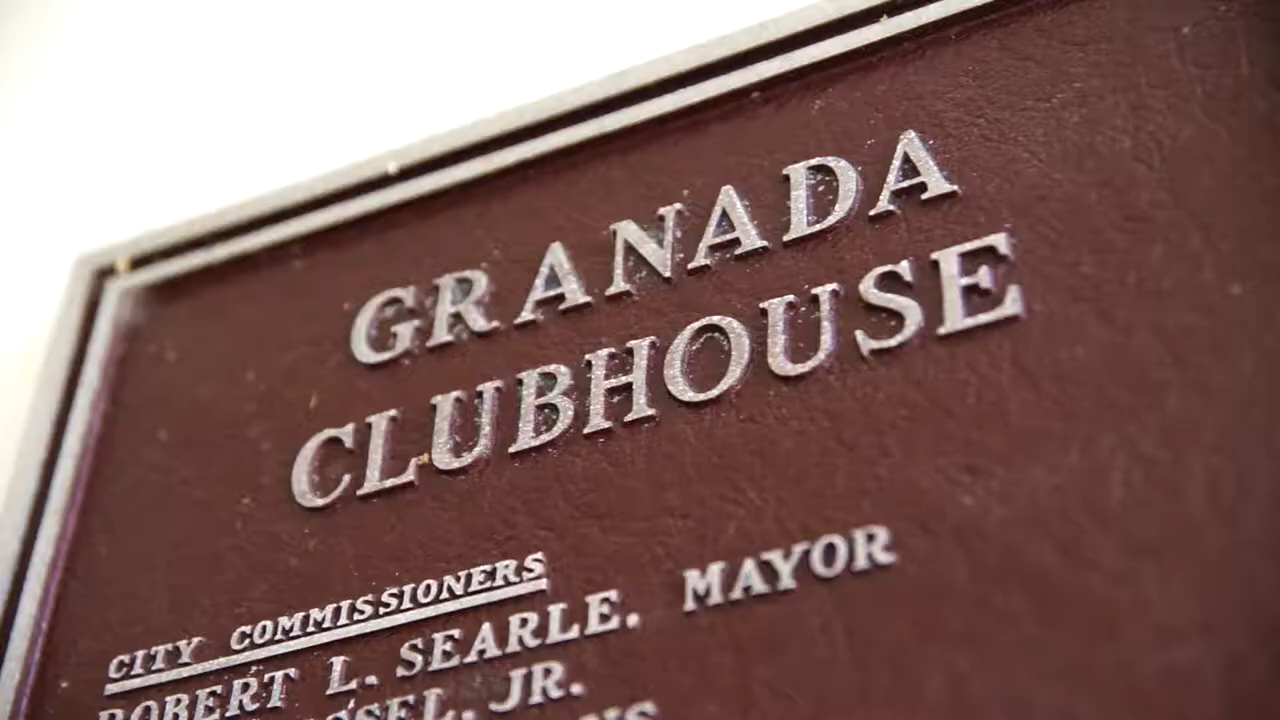 GRANADA
CLUBHOUSE
CITY COMMISSIONERS
ROBERT L. SEARLE, MAYOR
JR.